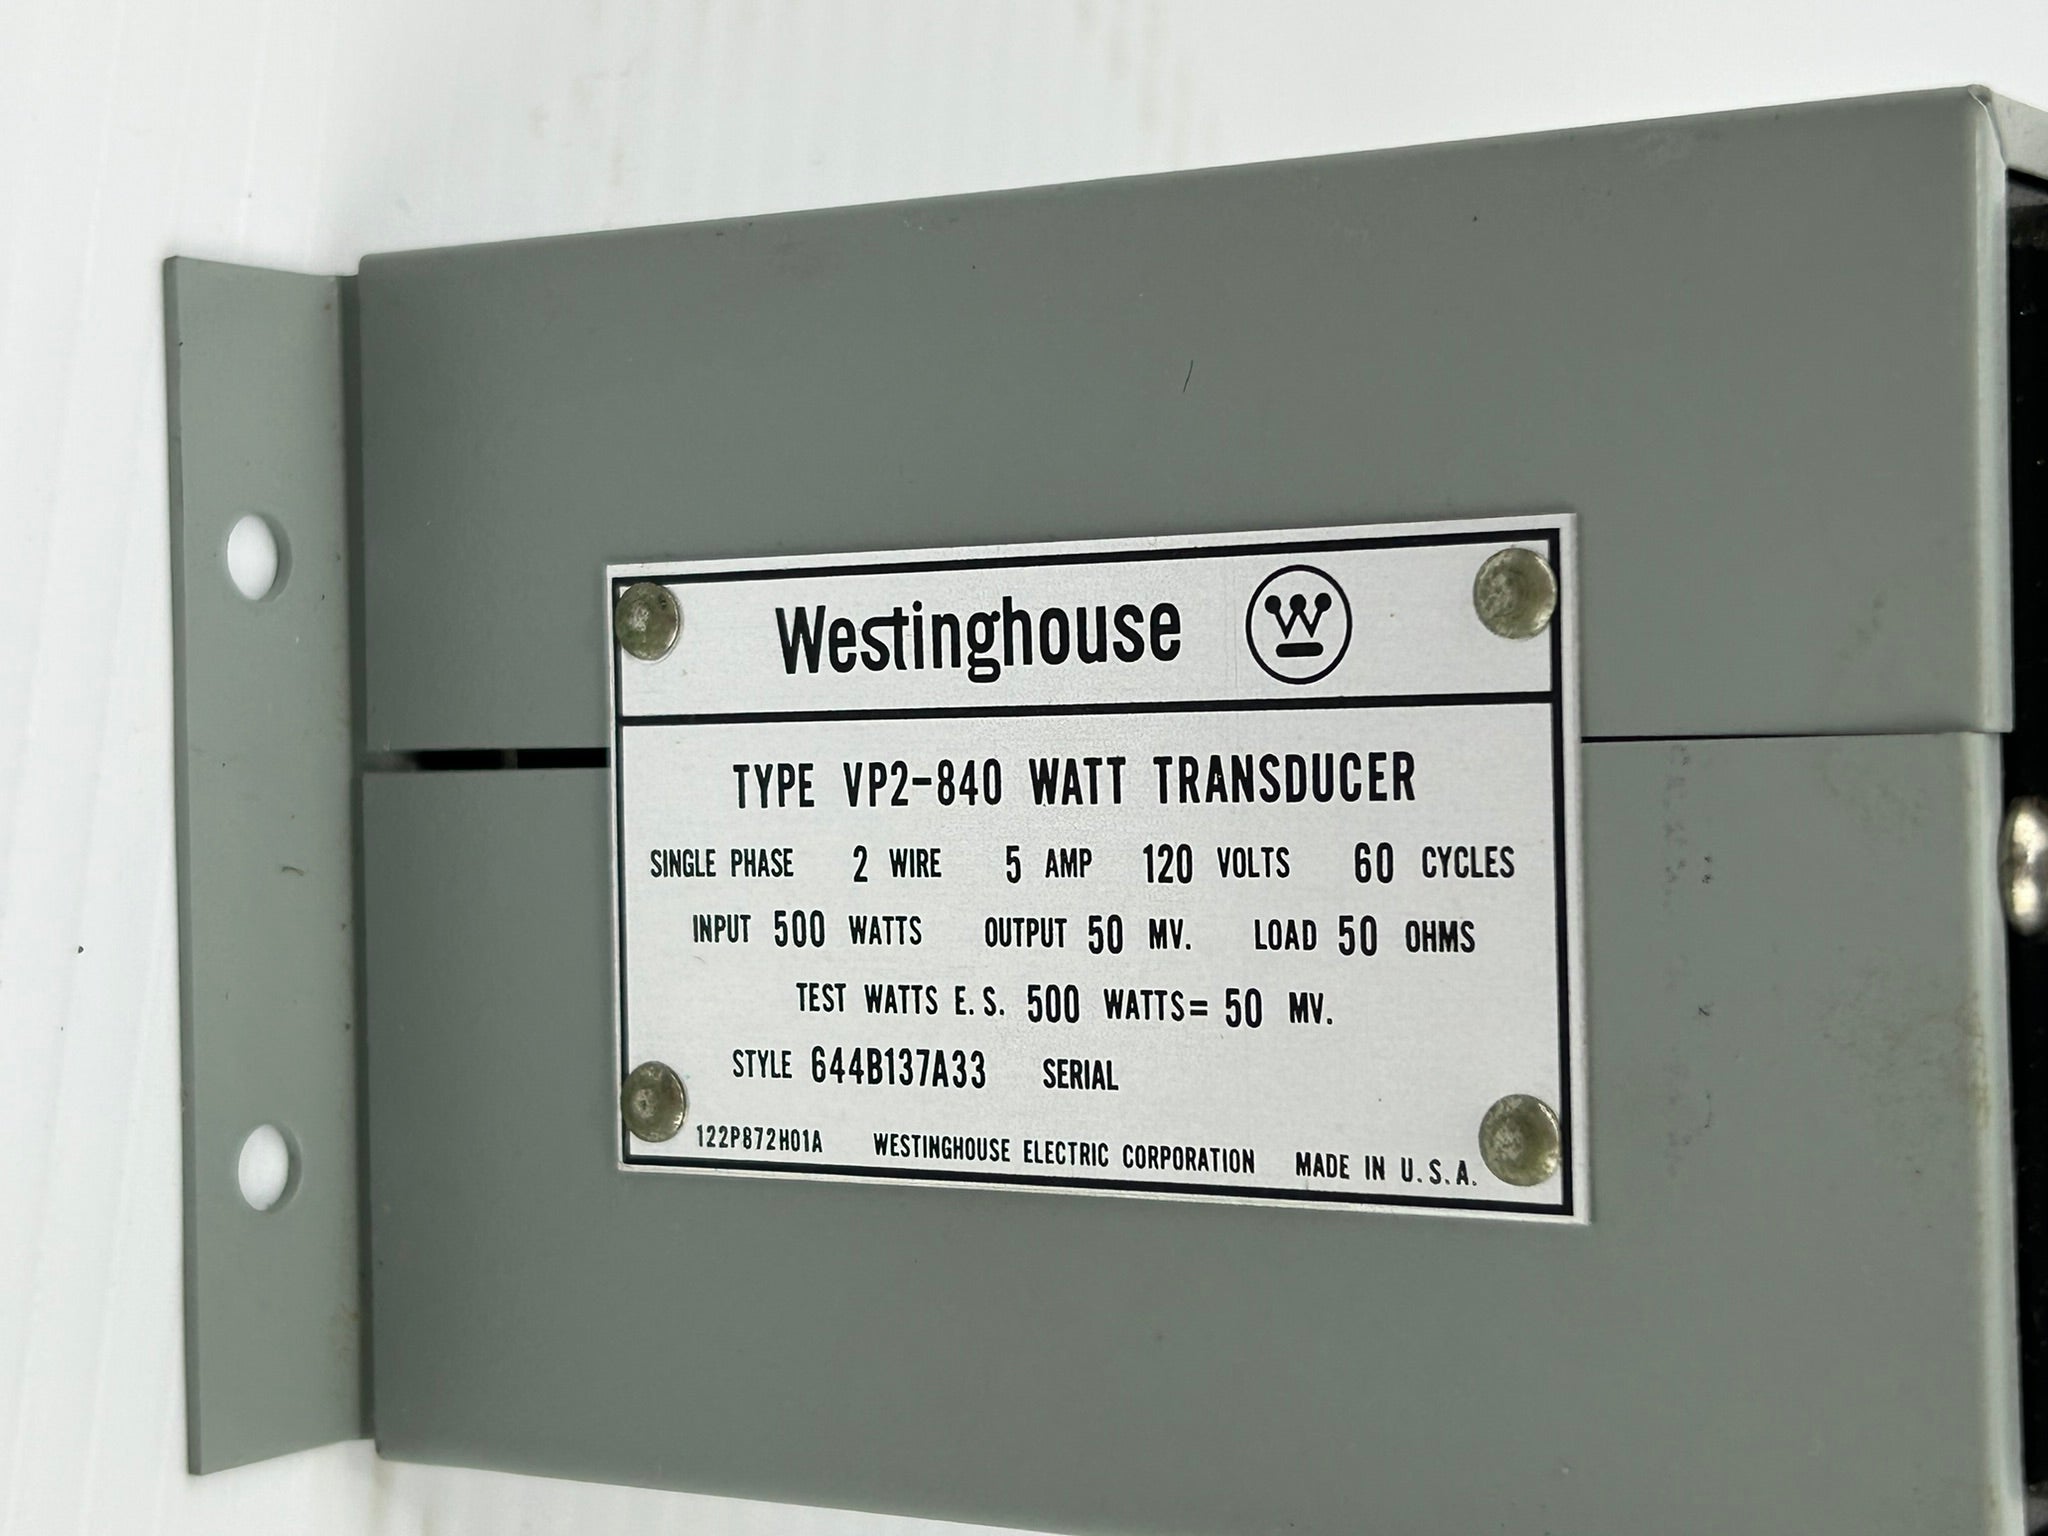 Westinghouse W
TYPE VP2-840 WATT TRANSDUCER
SINGLE PHASE 2 WIRE 5 AMP 120 VOLTS 60 CYCLES
INPUT 500 WATTS OUTPUT 50 MV. LOAD 50 OHMS
TEST WATTS E.S. 500 WATTS= 50 MV.
STYLE 644B137A33 SERIAL
122P872H01A WESTINGHOUSE ELECTRIC CORPORATION MADE IN U.S.A.